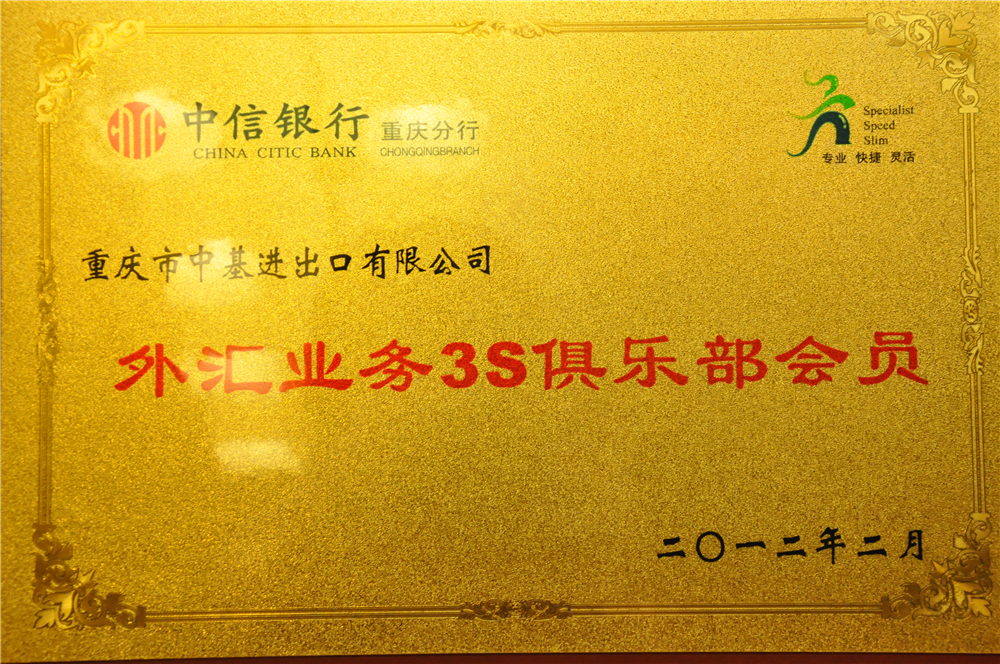 中信银行 重庆分行
CHINA CITIC BANK CHONGQINGBRANCH
Specialist
Speed
Slim
专业 快捷 灵活
重庆市中基进出口有限公司
外汇业务3S俱乐部会员
二〇一二年二月